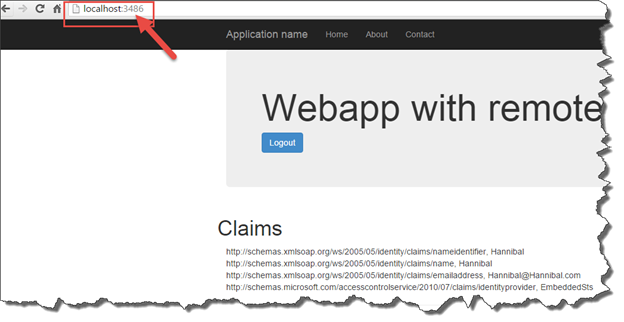 localhost:3486
Application name Home About Contact
Webapp with remote
Logout
Claims
http://schemas.xmlsoap.org/ws/2005/05/identity/claims/nameidentifier, Hannibal
http://schemas.xmlsoap.org/ws/2005/05/identity/claims/name, Hannibal
http://schemas.xmlsoap.org/ws/2005/05/identity/claims/emailaddress, Hannibal@Hannibal.com
http://schemas.microsoft.com/accesscontrolservice/2010/07/claims/identityprovider, EmbeddedSts